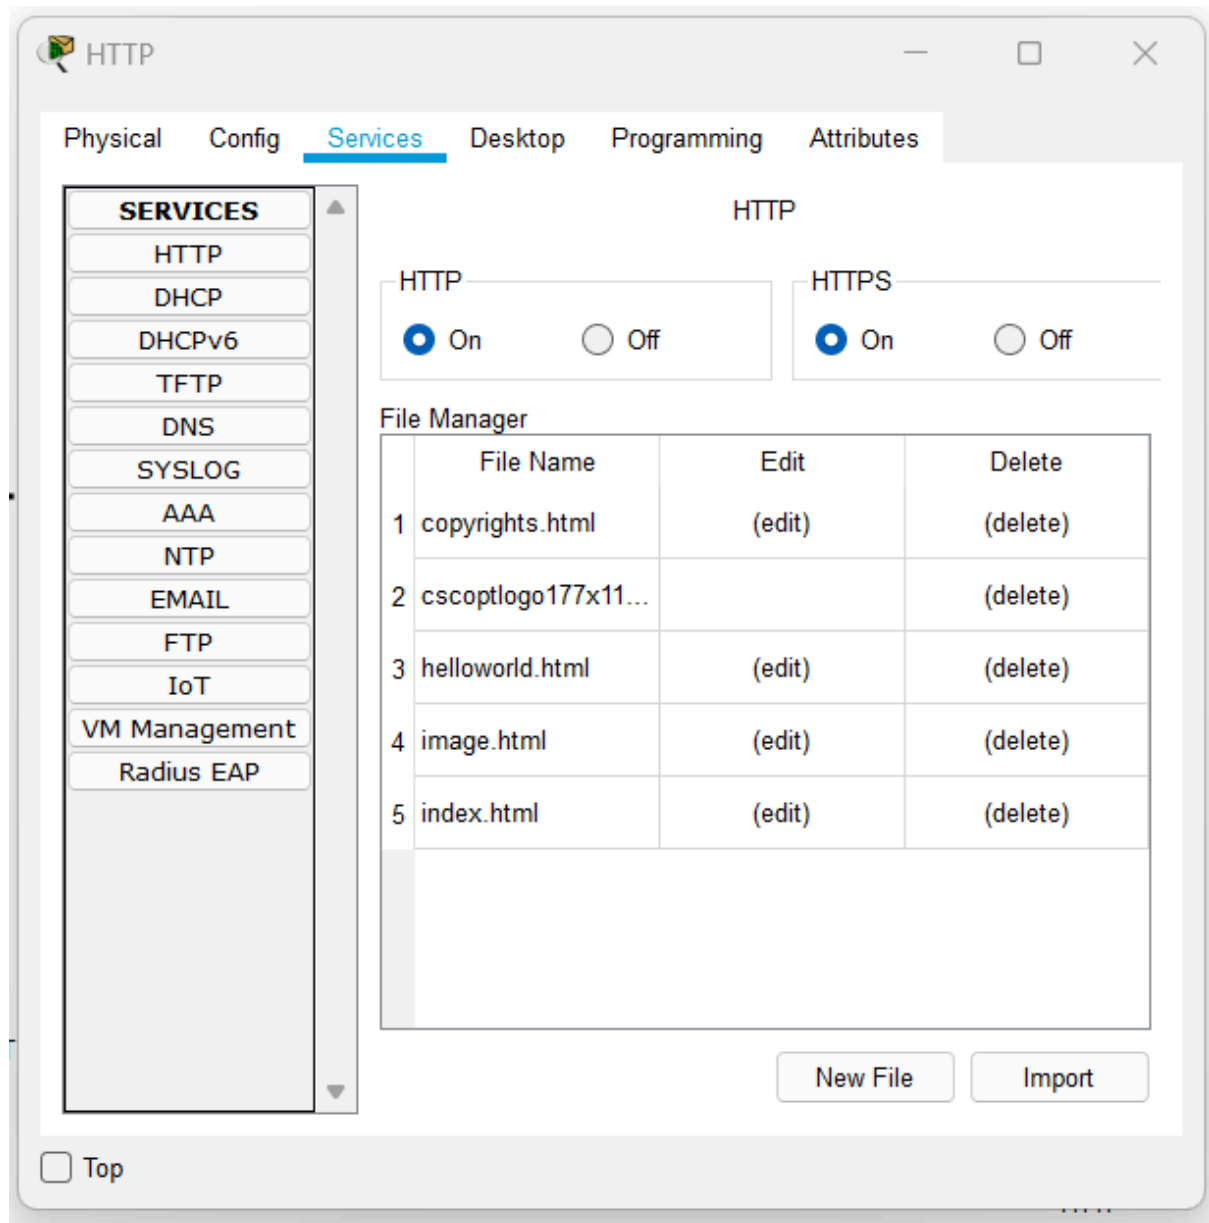 HTTP
Physical Config Services Desktop Programming Attributes
SERVICES
HTTP
DHCP
DHCPv6
TFTP
DNS
SYSLOG
AAA
NTP
EMAIL
FTP
IoT
VM Management
Radius EAP
HTTP
HTTP
On Off
HTTPS
On Off
File Manager
File Name Edit Delete
1 copyrights.html (edit) (delete)
2 cscoptlogo177x11... (delete)
3 helloworld.html (edit) (delete)
4 image.html (edit) (delete)
5 index.html (edit) (delete)
New File Import
Top